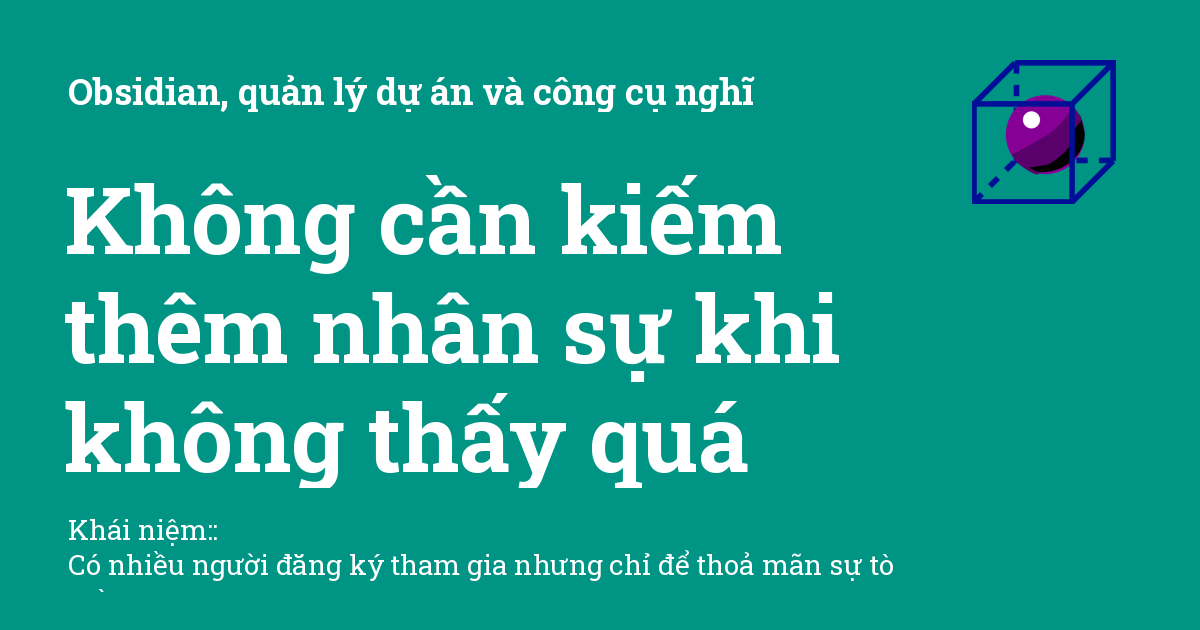 Obsidian, quản lý dự án và công cụ nghĩ
Không cần kiếm
thêm nhân sự khi
không thấy quá
Khái niệm::
Có nhiều người đăng ký tham gia nhưng chỉ để thoả mãn sự tò